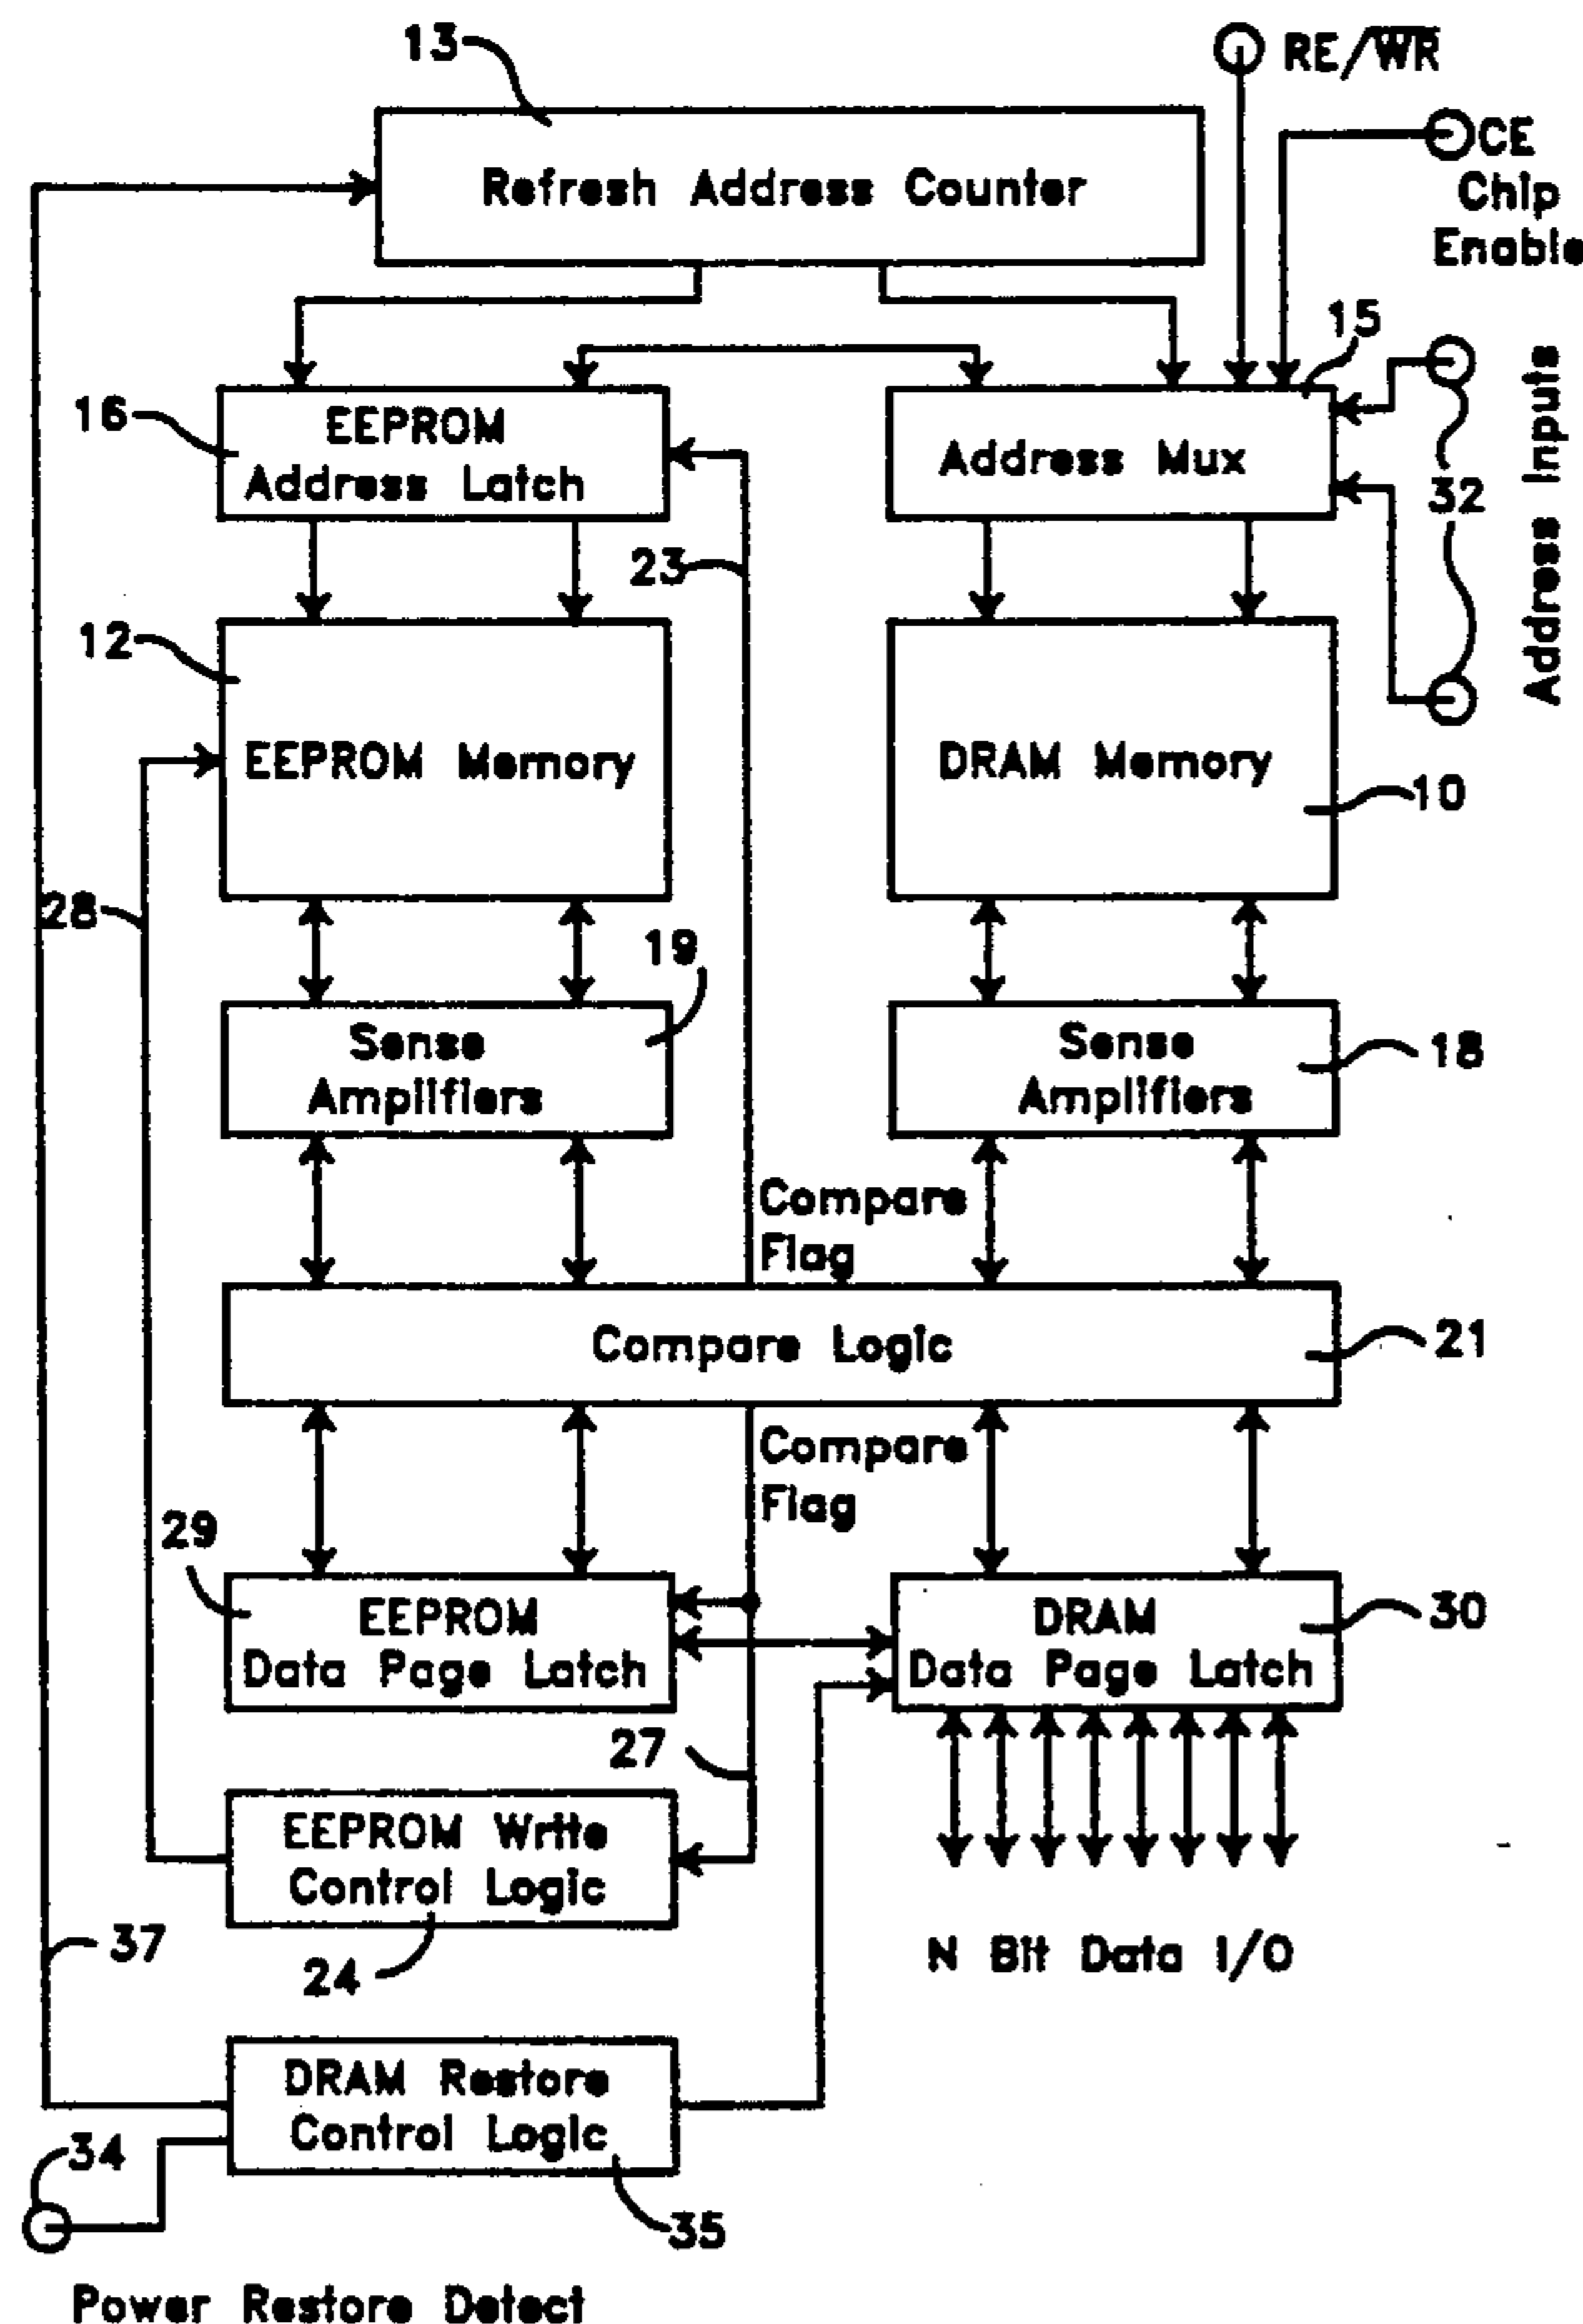 13
RE/W̅R̅
Refresh Address Counter
CE
Chip
Enable
15
16
EEPROM
Address Latch
Address Mux
32
Address Inputs
23
12
EEPROM Memory
DRAM Memory
10
28
19
Sense
Amplifiers
Sense
Amplifiers
18
Compare
Flag
Compare Logic
21
Compare
Flag
29
EEPROM
Data Page Latch
DRAM
Data Page Latch
30
27
EEPROM Write
Control Logic
24
N Bit Data I/O
37
DRAM Restore
Control Logic
34
35
Power Restore Detect